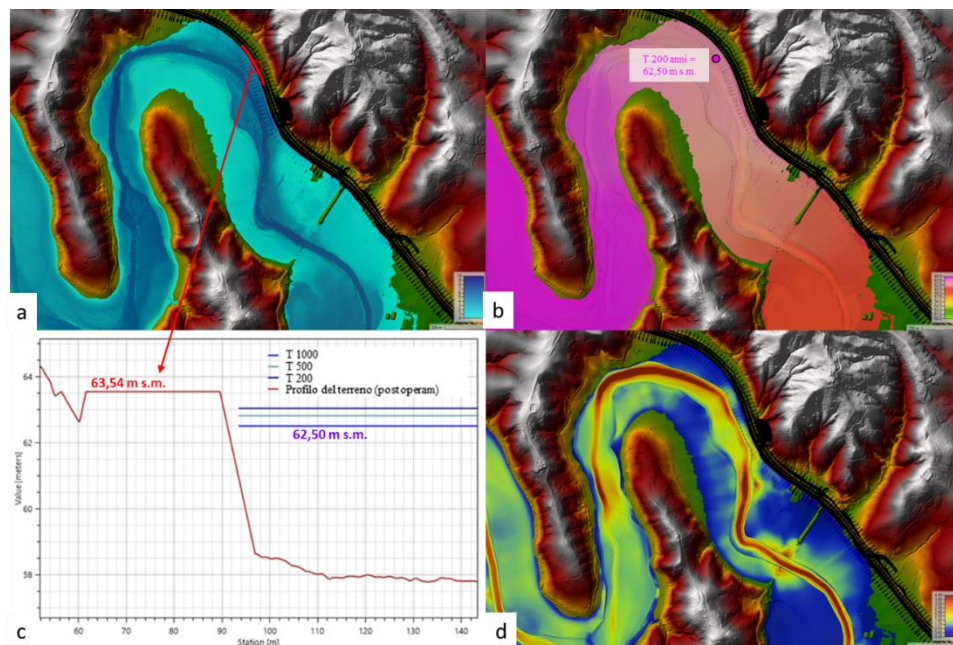 a
T 200 anni =
62,50 m s.m.
b
63,54 m s.m.
T 1000
T 500
T 200
Profilo del terreno (post operam)
62,50 m s.m.
Value [meters]
64
62
60
58
52
60
70
80
90
100
110
120
130
140
Station [m]
c
d